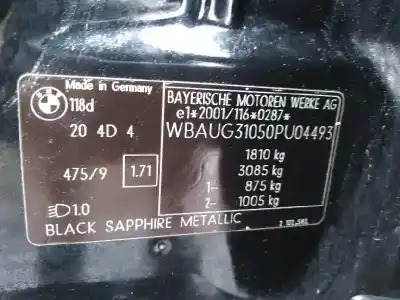 Made in Germany
BMW
118d
20 4D 4
475/9 1.71
1.0
BLACK SAPPHIRE METALLIC
BAYERISCHE MOTOREN WERKE AG
e1*2001/116*0287*
WBAUG31050PU04493
1810 kg
3085 kg
1- 875 kg
2- 1005 kg